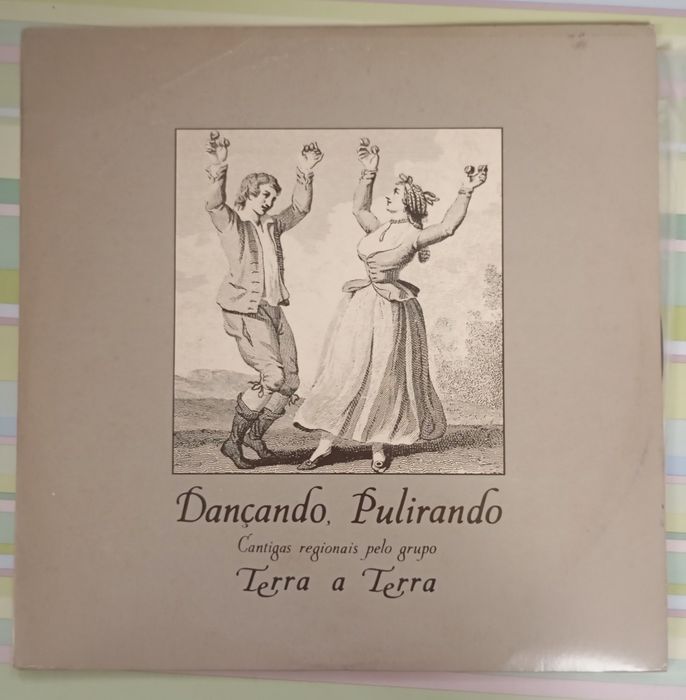 Dançando, Pulirando
Cantigas regionais pelo grupo
Terra a Terra